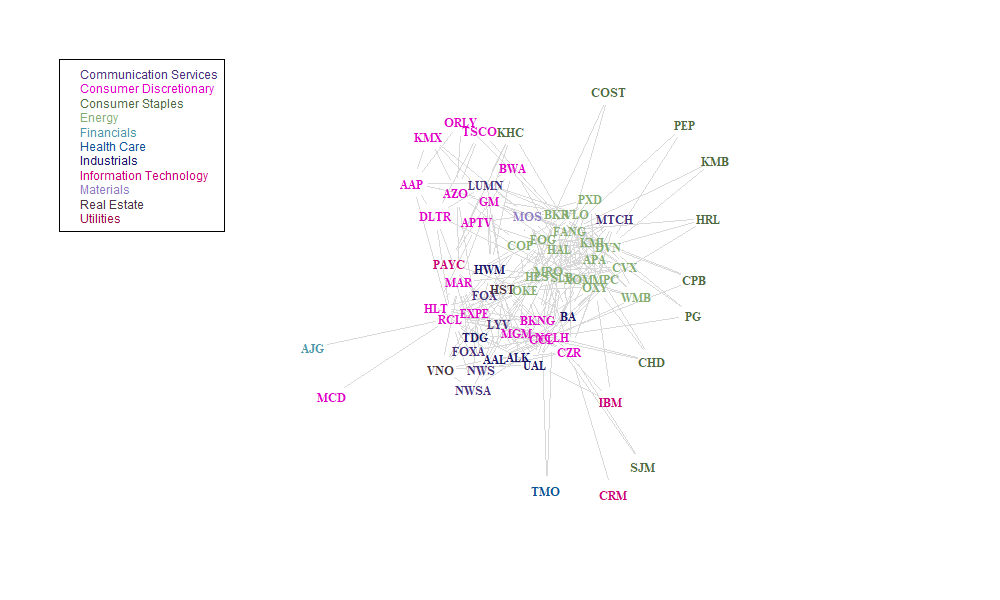 Communication Services
Consumer Discretionary
Consumer Staples
Energy
Financials
Health Care
Industrials
Information Technology
Materials
Real Estate
Utilities
COST
ORLY
TSCO
KHC
PEP
KMX
KMB
BWA
AAP
LUMN
AZO
GM
PXD
DLTR
APTV
MOS
BKR
VLO
MTCH
HRL
FANG
EOG
COP
HAL
KMI
DVN
APA
PAYC
HWM
MRO
CVX
HES
SLB
XOM
MPC
CPB
MAR
FOX
HST
OKE
OXY
WMB
HLT
RCL
EXPE
LYV
BKNG
BA
PG
TDG
MGM
CCL
NCLH
AJG
FOXA
CZR
AAL
ALK
UAL
CHD
VNO
NWS
NWSA
MCD
IBM
SJM
TMO
CRM